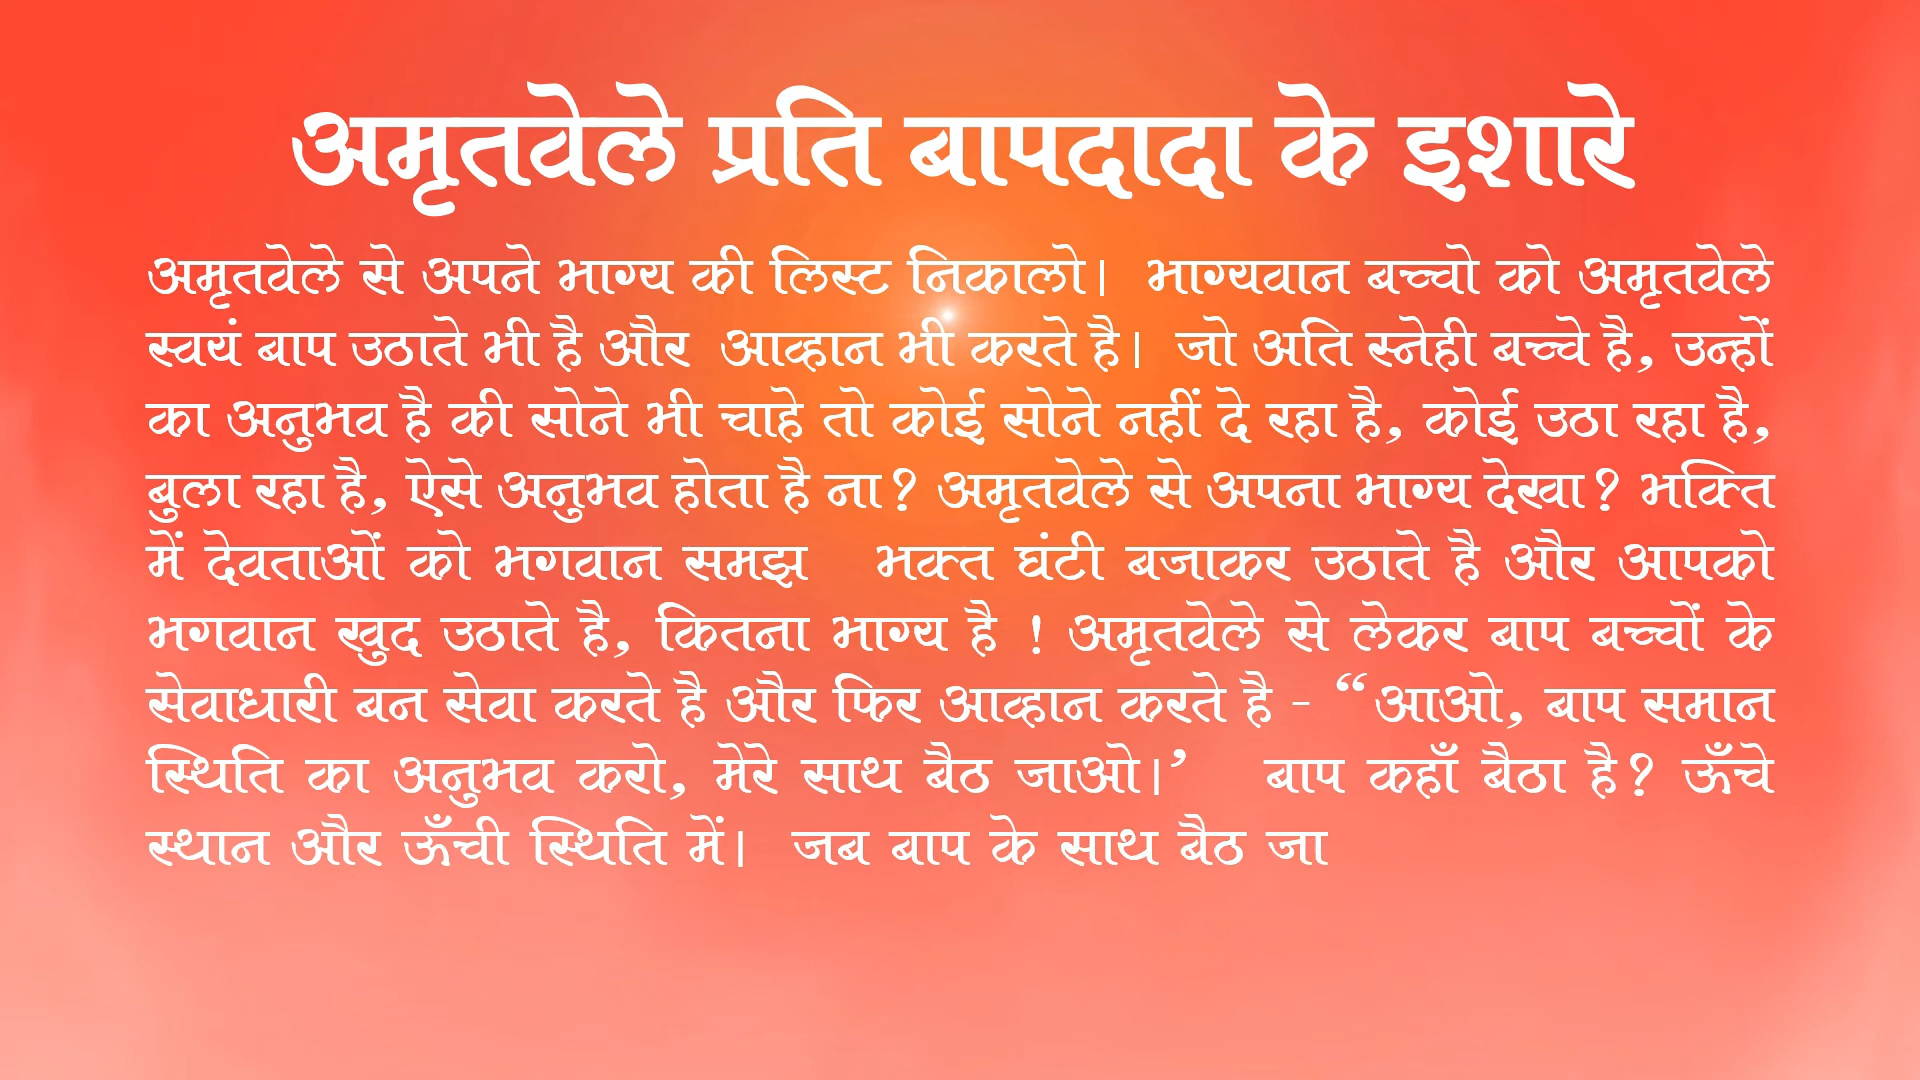 अमृतवेले प्रति बापदादा के इशारे
अमृतवेले से अपने भाग्य की लिस्ट निकालो। भाग्यवान बच्चो को अमृतवेले
स्वयं बाप उठाते भी है और आव्हान भी करते है। जो अति स्नेही बच्चे है, उन्हों
का अनुभव है की सोने भी चाहे तो कोई सोने नहीं दे रहा है, कोई उठा रहा है,
बुला रहा है, ऐसे अनुभव होता है ना? अमृतवेले से अपना भाग्य देखा? भक्ति
में देवताओं को भगवान समझ भक्त घंटी बजाकर उठाते है और आपको
भगवान खुद उठाते है, कितना भाग्य है ! अमृतवेले से लेकर बाप बच्चों के
सेवाधारी बन सेवा करते है और फिर आव्हान करते है - “आओ, बाप समान
स्थिति का अनुभव करो, मेरे साथ बैठ जाओ।’ बाप कहाँ बैठा है? ऊँचे
स्थान और ऊँची स्थिति में। जब बाप के साथ बैठ जा